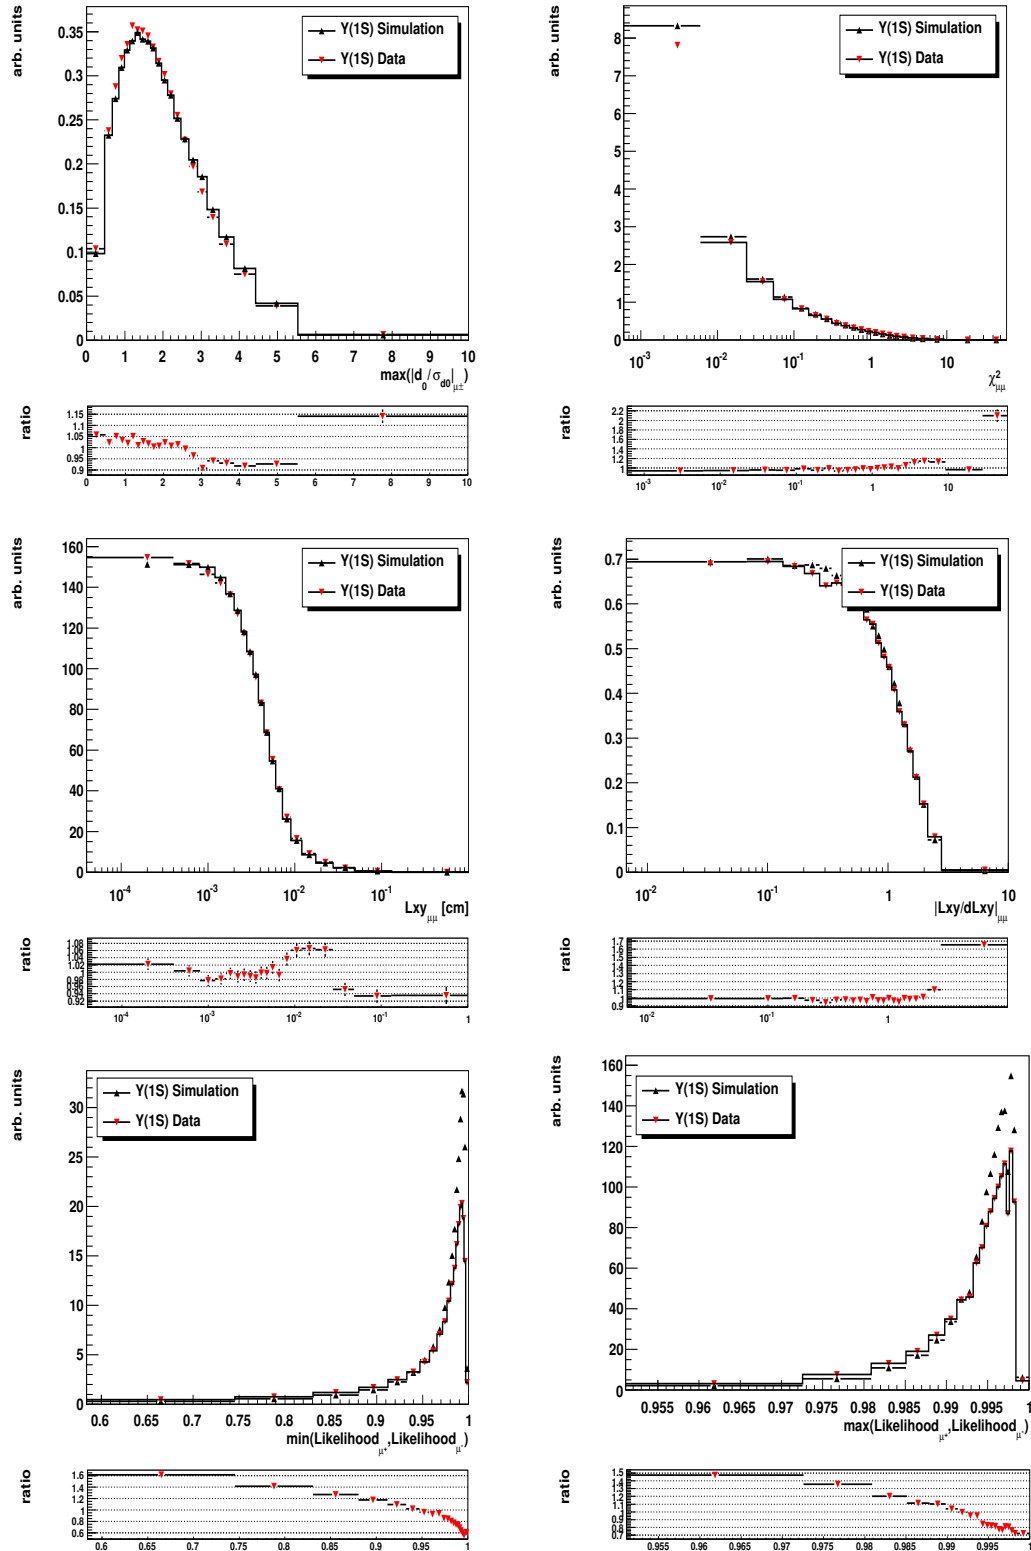 arb. units
0.35
0.3
0.25
0.2
0.15
0.1
0.05
0
Υ(1S) Simulation
Υ(1S) Data
0 1 2 3 4 5 6 7 8 9 10
max(|d0/σd0|μ±)
ratio
1.15
1.1
1.05
1
0.95
0.9
0 1 2 3 4 5 6 7 8 9 10
arb. units
8
7
6
5
4
3
2
1
0
Υ(1S) Simulation
Υ(1S) Data
10-3 10-2 10-1 1 10
χ2μμ
ratio
2.2
2
1.8
1.6
1.4
1.2
1
10-3 10-2 10-1 1 10
arb. units
160
140
120
100
80
60
40
20
0
Υ(1S) Simulation
Υ(1S) Data
10-4 10-3 10-2 10-1 1
Lxyμμ [cm]
ratio
1.08
1.06
1.04
1.02
1
0.98
0.96
0.94
0.92
10-4 10-3 10-2 10-1 1
arb. units
0.7
0.6
0.5
0.4
0.3
0.2
0.1
0
Υ(1S) Simulation
Υ(1S) Data
10-2 10-1 1 10
|Lxy/dLxy|μμ
ratio
1.7
1.6
1.5
1.4
1.3
1.2
1.1
1
0.9
10-2 10-1 1 10
arb. units
30
25
20
15
10
5
0
Υ(1S) Simulation
Υ(1S) Data
0.6 0.65 0.7 0.75 0.8 0.85 0.9 0.95 1
min(Likelihoodμ+,Likelihoodμ-)
ratio
1.6
1.4
1.2
1
0.8
0.6
0.6 0.65 0.7 0.75 0.8 0.85 0.9 0.95 1
arb. units
160
140
120
100
80
60
40
20
0
Υ(1S) Simulation
Υ(1S) Data
0.955 0.96 0.965 0.97 0.975 0.98 0.985 0.99 0.995 1
max(Likelihoodμ+,Likelihoodμ-)
ratio
1.5
1.4
1.3
1.2
1.1
1
0.9
0.8
0.7
0.955 0.96 0.965 0.97 0.975 0.98 0.985 0.99 0.995 1